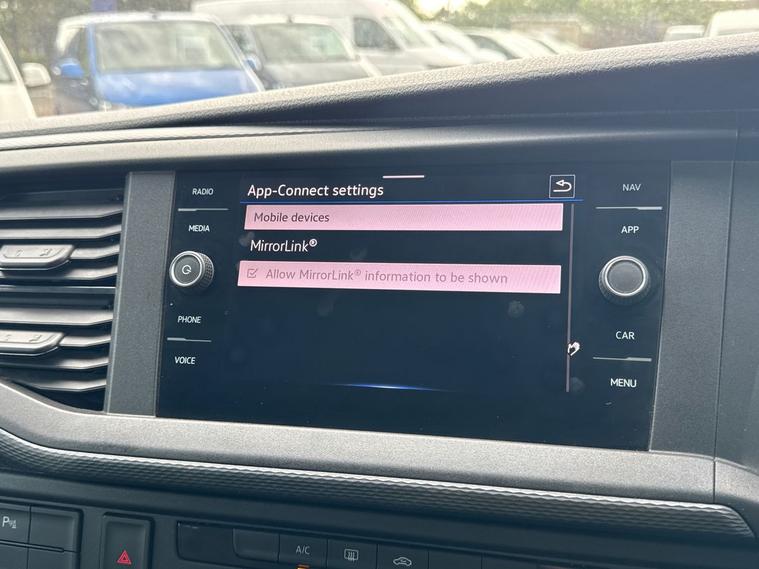 RADIO
MEDIA
PHONE
VOICE
App-Connect settings
Mobile devices
MirrorLink®
Allow MirrorLink® information to be shown
NAV
APP
CAR
MENU
P
A/C